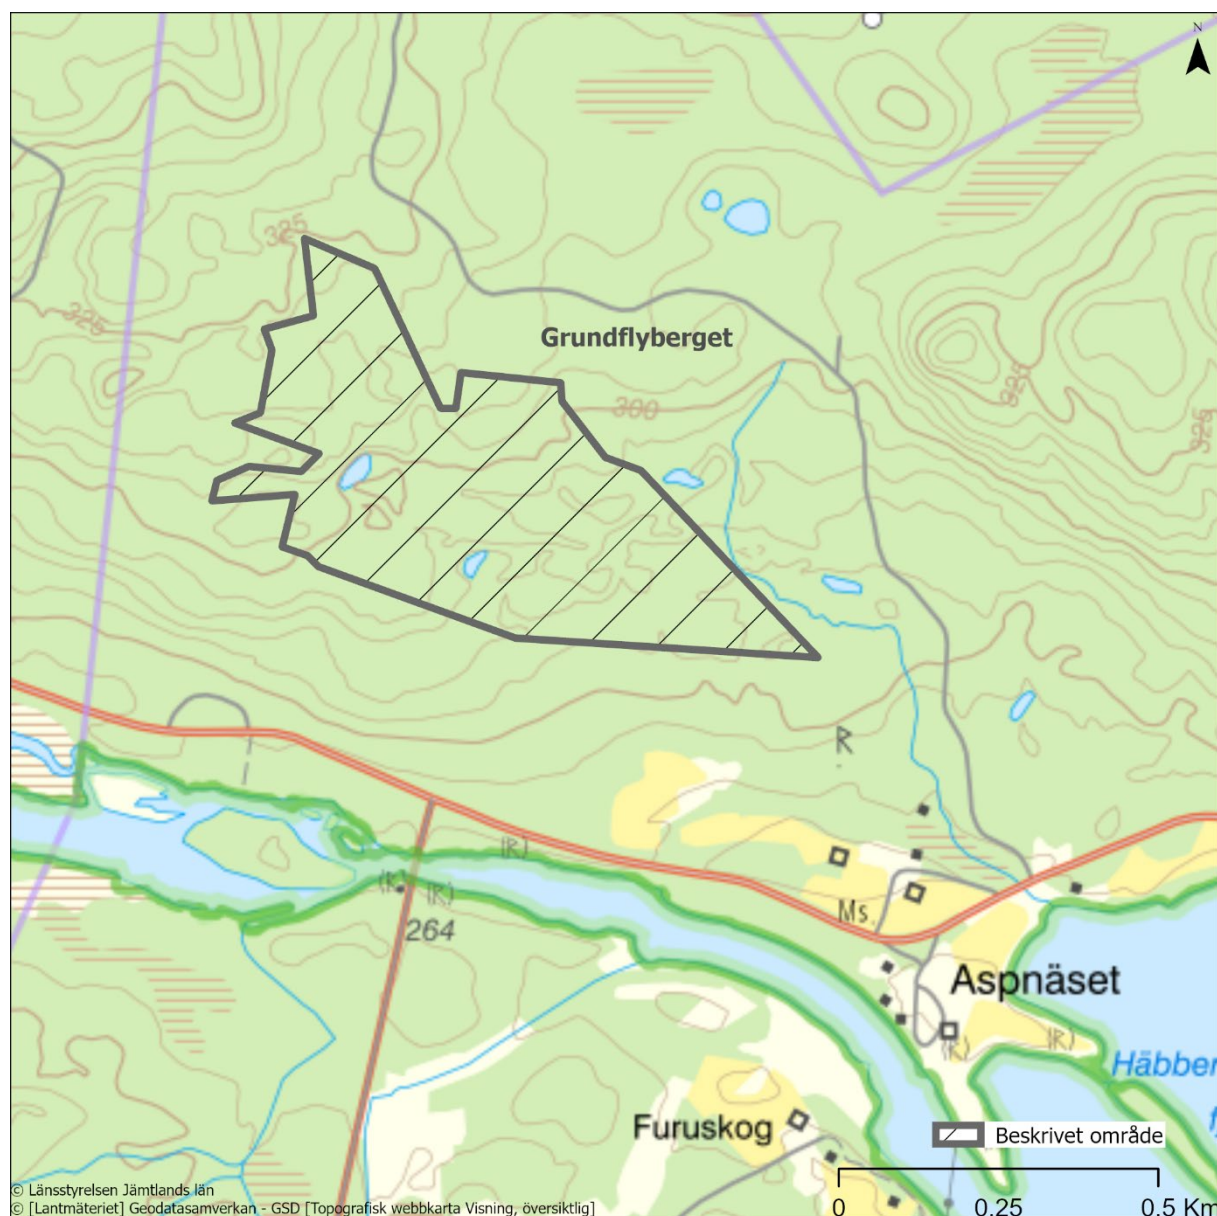 N
325
325
Grundflyberget
300
325
325
R
(R)
(R)
(R)
Ms.
264
Aspnäset
(R)
(R)
Häbber
Furuskog
Beskrivet område
© Länsstyrelsen Jämtlands län
© [Lantmäteriet] Geodatasamverkan - GSD [Topografisk webbkarta Visning, översiktlig]
0
0.25
0.5 Km